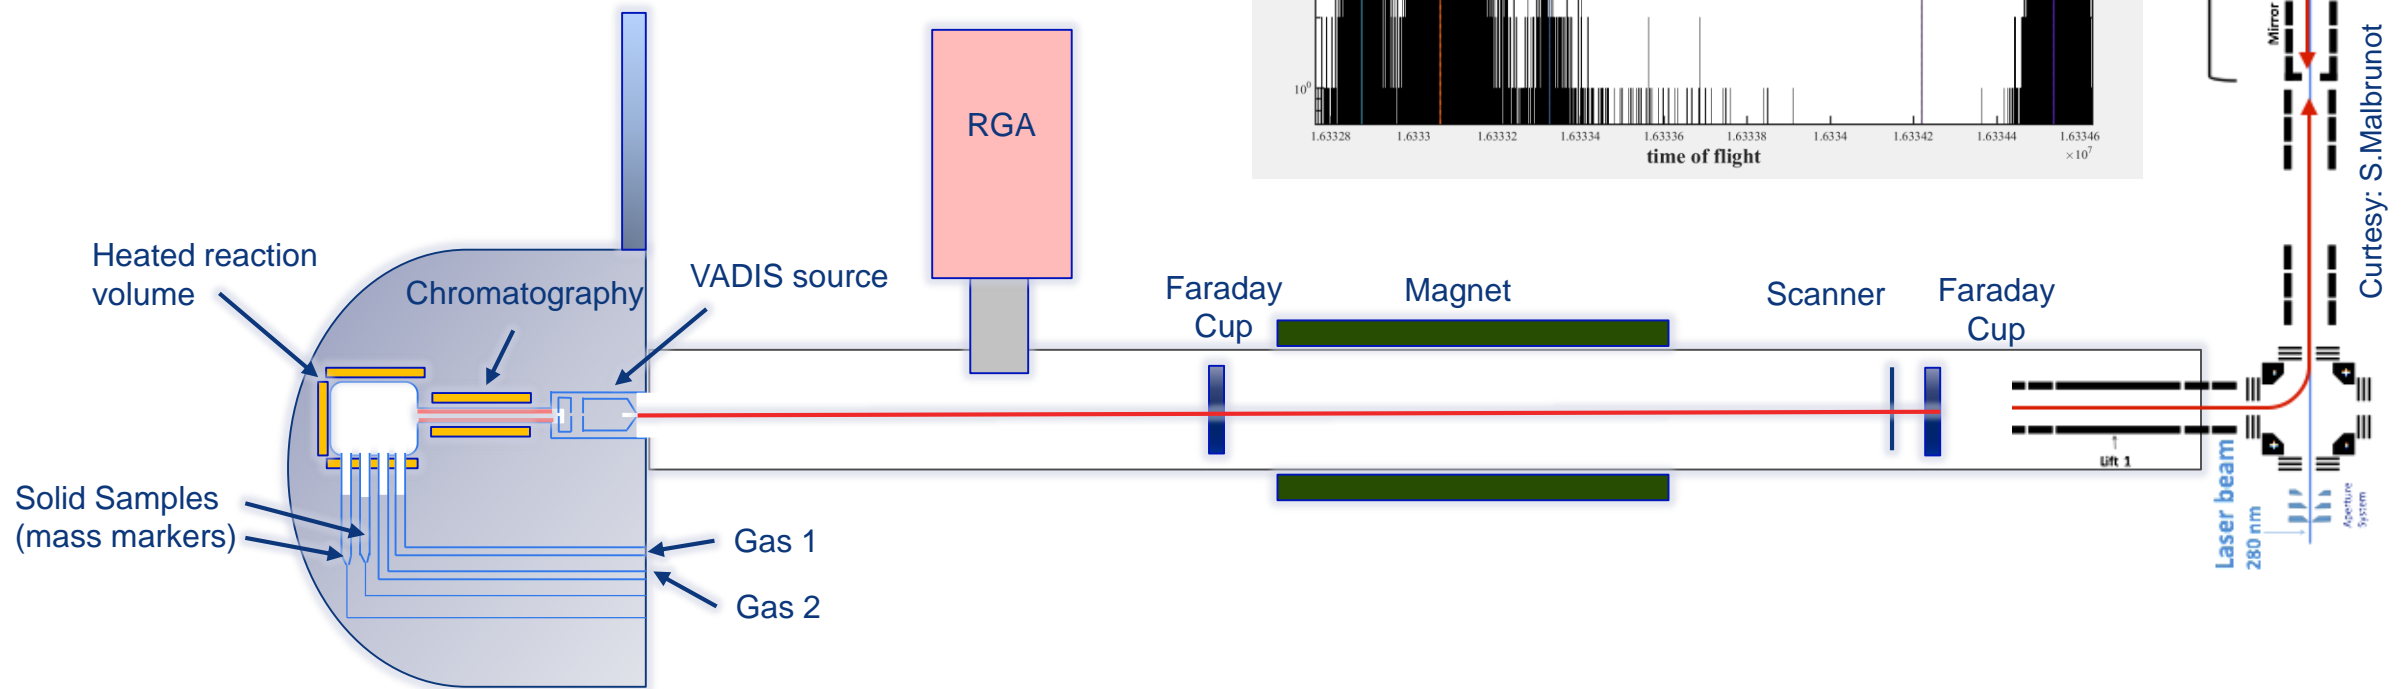 Mirror
Curtesy: S.Malbrunot
10⁰
1.63328 1.6333 1.63332 1.63334 1.63336 1.63338 1.6334 1.63342 1.63344 1.63346
×10⁷
time of flight
RGA
Heated reaction
volume
Chromatography
VADIS source
Faraday
Cup
Magnet
Scanner
Faraday
Cup
Lift 1
Solid Samples
(mass markers)
Gas 1
Gas 2
Laser beam
280 nm
Aperture
System